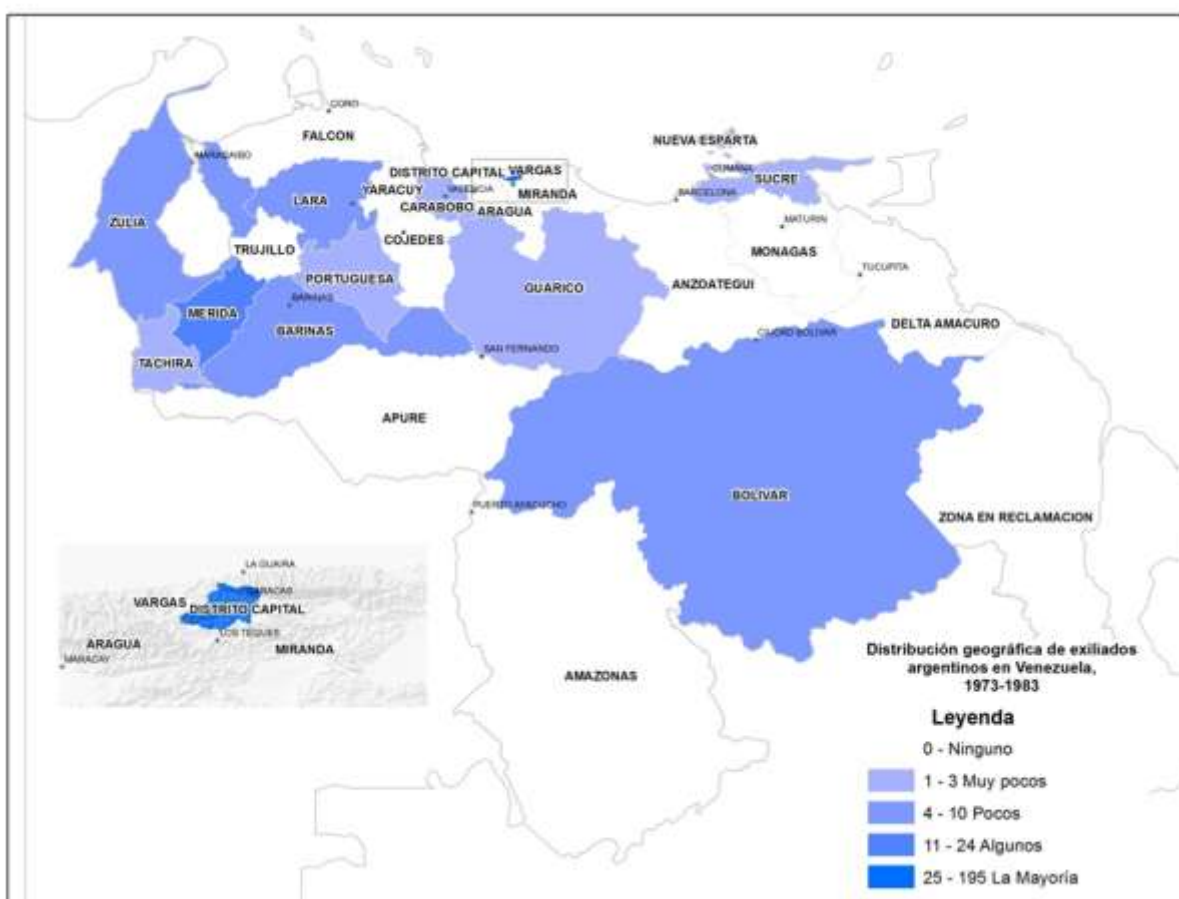 CORO
FALCON
NUEVA ESPARTA
MARACAIBO
CUMANA
DISTRITO CAPITAL
VARGAS
SUCRE
YARACUY
VALENCIA
MIRANDA
BARCELONA
LARA
CARABOBO
ARAGUA
ZULIA
MATURIN
COJEDES
TRUJILLO
MONAGAS
TUCUPITA
PORTUGUESA
GUARICO
ANZOATEGUI
BARINAS
MERIDA
BARINAS
DELTA AMACURO
CIUDAD BOLIVAR
SAN FERNANDO
TACHIRA
APURE
BOLIVAR
PUERTO AYACUCHO
ZONA EN RECLAMACION
LA GUAIRA
CARACAS
VARGAS
DISTRITO CAPITAL
LOS TEQUES
ARAGUA
MIRANDA
MARACAY
AMAZONAS
Distribución geográfica de exiliados
argentinos en Venezuela,
1973-1983
Leyenda
0 - Ninguno
1 - 3 Muy pocos
4 - 10 Pocos
11 - 24 Algunos
25 - 195 La Mayoría